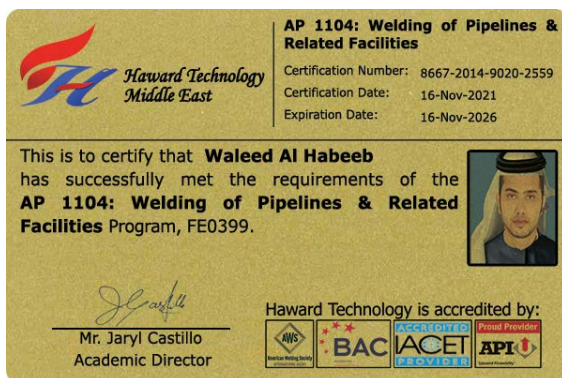 Haward Technology
Middle East
AP 1104: Welding of Pipelines &
Related Facilities
Certification Number: 8667-2014-9020-2559
Certification Date: 16-Nov-2021
Expiration Date: 16-Nov-2026
This is to certify that Waleed Al Habeeb
has successfully met the requirements of the
AP 1104: Welding of Pipelines & Related
Facilities Program, FE0399.
Mr. Jaryl Castillo
Academic Director
Haward Technology is accredited by:
AWS
American Welding Society
BAC
ACCREDITED
IACET
PROVIDER
Proud Provider
API